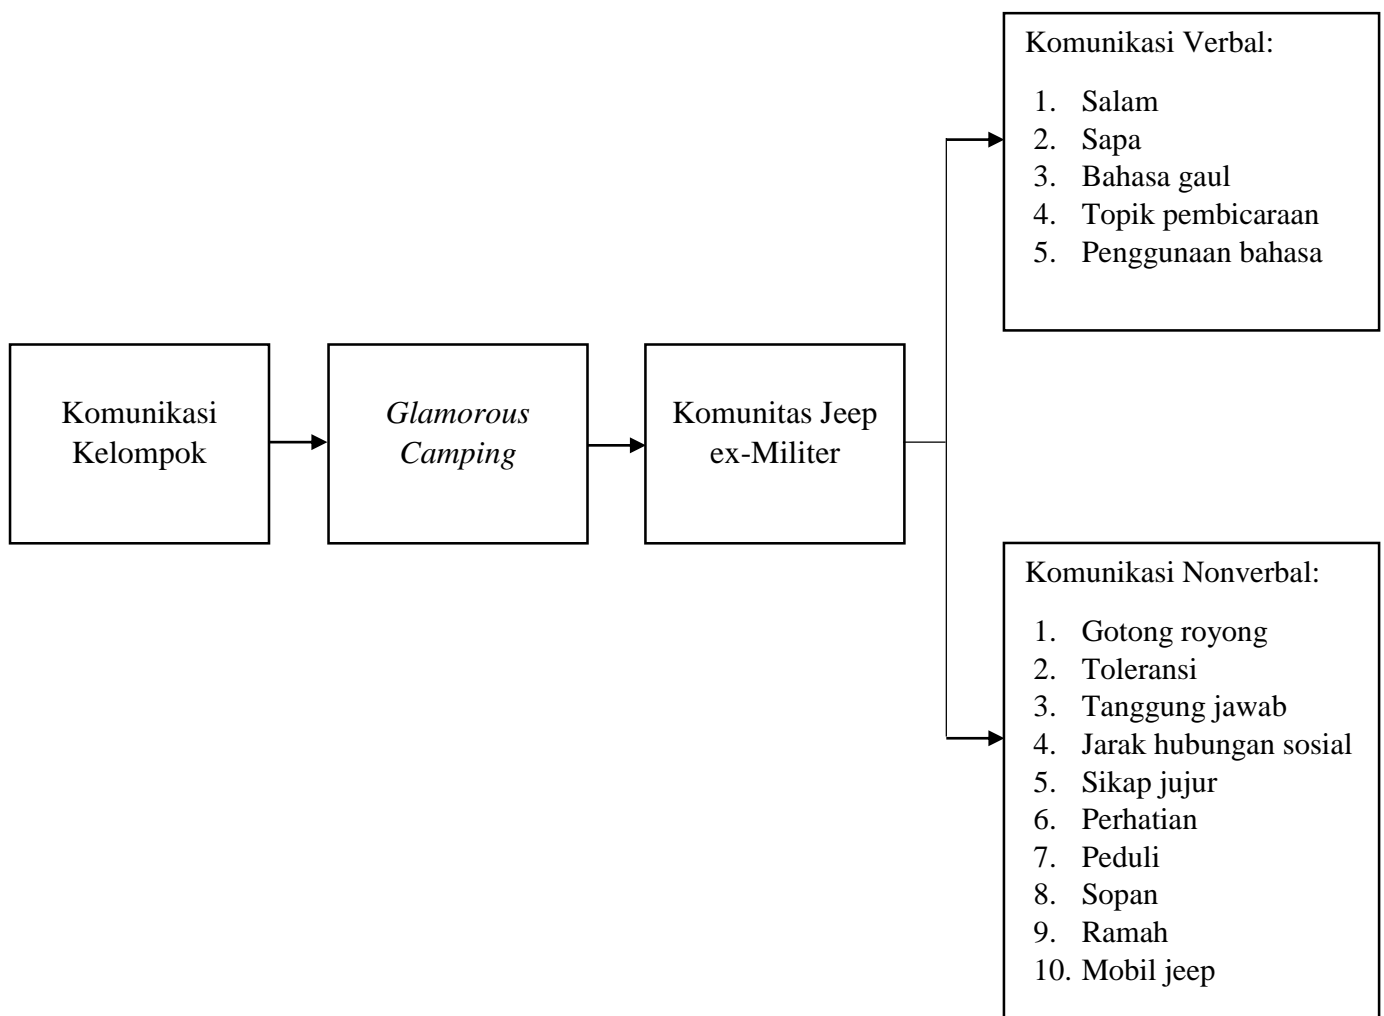 Komunikasi
Kelompok
Glamorous
Camping
Komunitas Jeep
ex-Militer
Komunikasi Verbal:
1. Salam
2. Sapa
3. Bahasa gaul
4. Topik pembicaraan
5. Penggunaan bahasa
Komunikasi Nonverbal:
1. Gotong royong
2. Toleransi
3. Tanggung jawab
4. Jarak hubungan sosial
5. Sikap jujur
6. Perhatian
7. Peduli
8. Sopan
9. Ramah
10. Mobil jeep